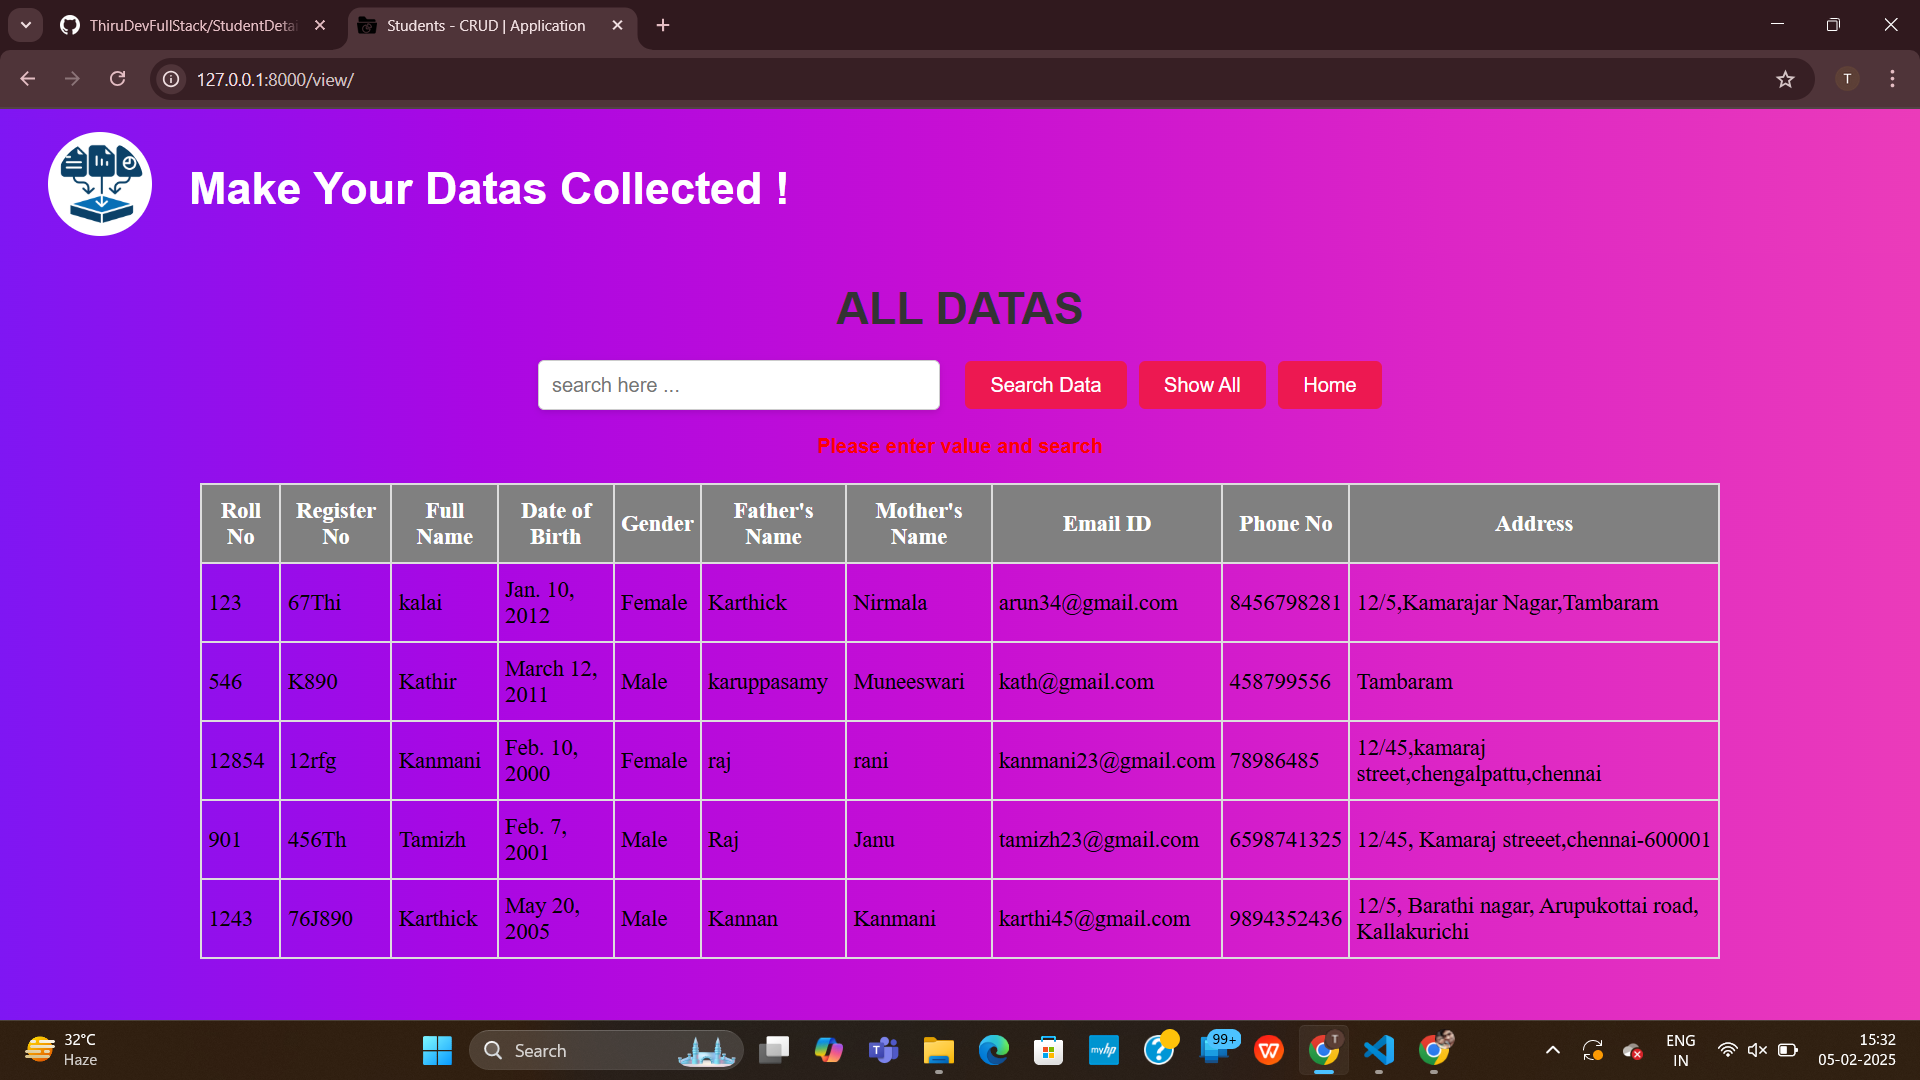 ThiruDevFullStack/StudentDetai
Students - CRUD | Application
127.0.0.1:8000/view/
T
Make Your Datas Collected !
ALL DATAS
search here ...
Search Data
Show All
Home
Please enter value and search
Roll No Register No Full Name Date of Birth Gender Father's Name Mother's Name Email ID Phone No Address
123 67Thi kalai Jan. 10, 2012 Female Karthick Nirmala arun34@gmail.com 8456798281 12/5,Kamarajar Nagar,Tambaram
546 K890 Kathir March 12, 2011 Male karuppasamy Muneeswari kath@gmail.com 458799556 Tambaram
12854 12rfg Kanmani Feb. 10, 2000 Female raj rani kanmani23@gmail.com 78986485 12/45,kamaraj street,chengalpattu,chennai
901 456Th Tamizh Feb. 7, 2001 Male Raj Janu tamizh23@gmail.com 6598741325 12/45, Kamaraj streeet,chennai-600001
1243 76J890 Karthick May 20, 2005 Male Kannan Kanmani karthi45@gmail.com 9894352436 12/5, Barathi nagar, Arupukottai road, Kallakurichi
32°C
Haze
Search
myhp
99+
T
ENG
IN
15:32
05-02-2025